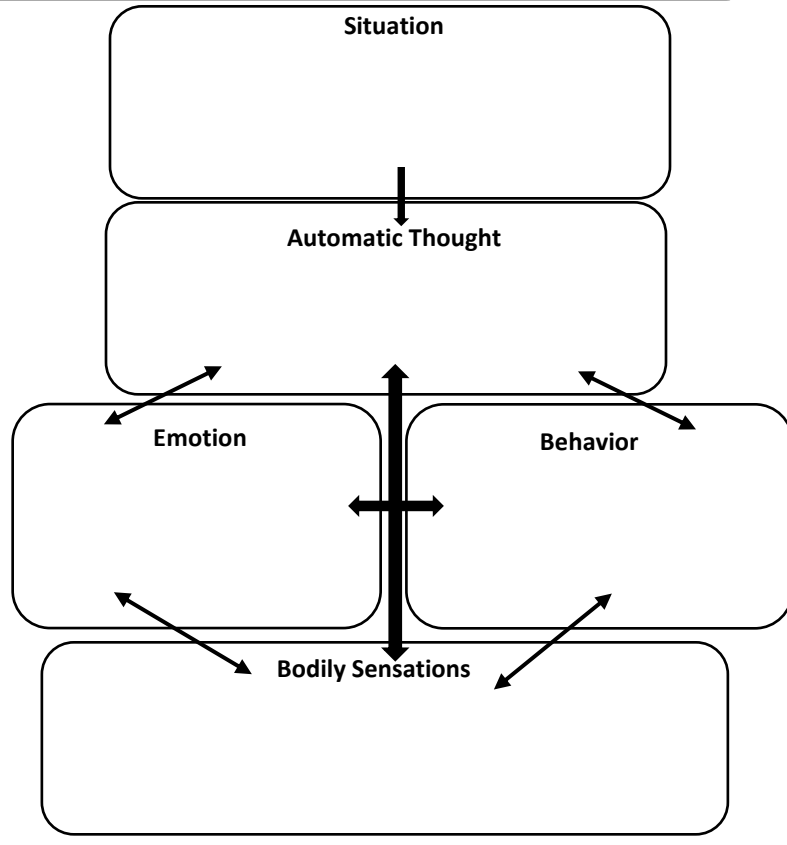 Situation
Automatic Thought
Emotion
Behavior
Bodily Sensations